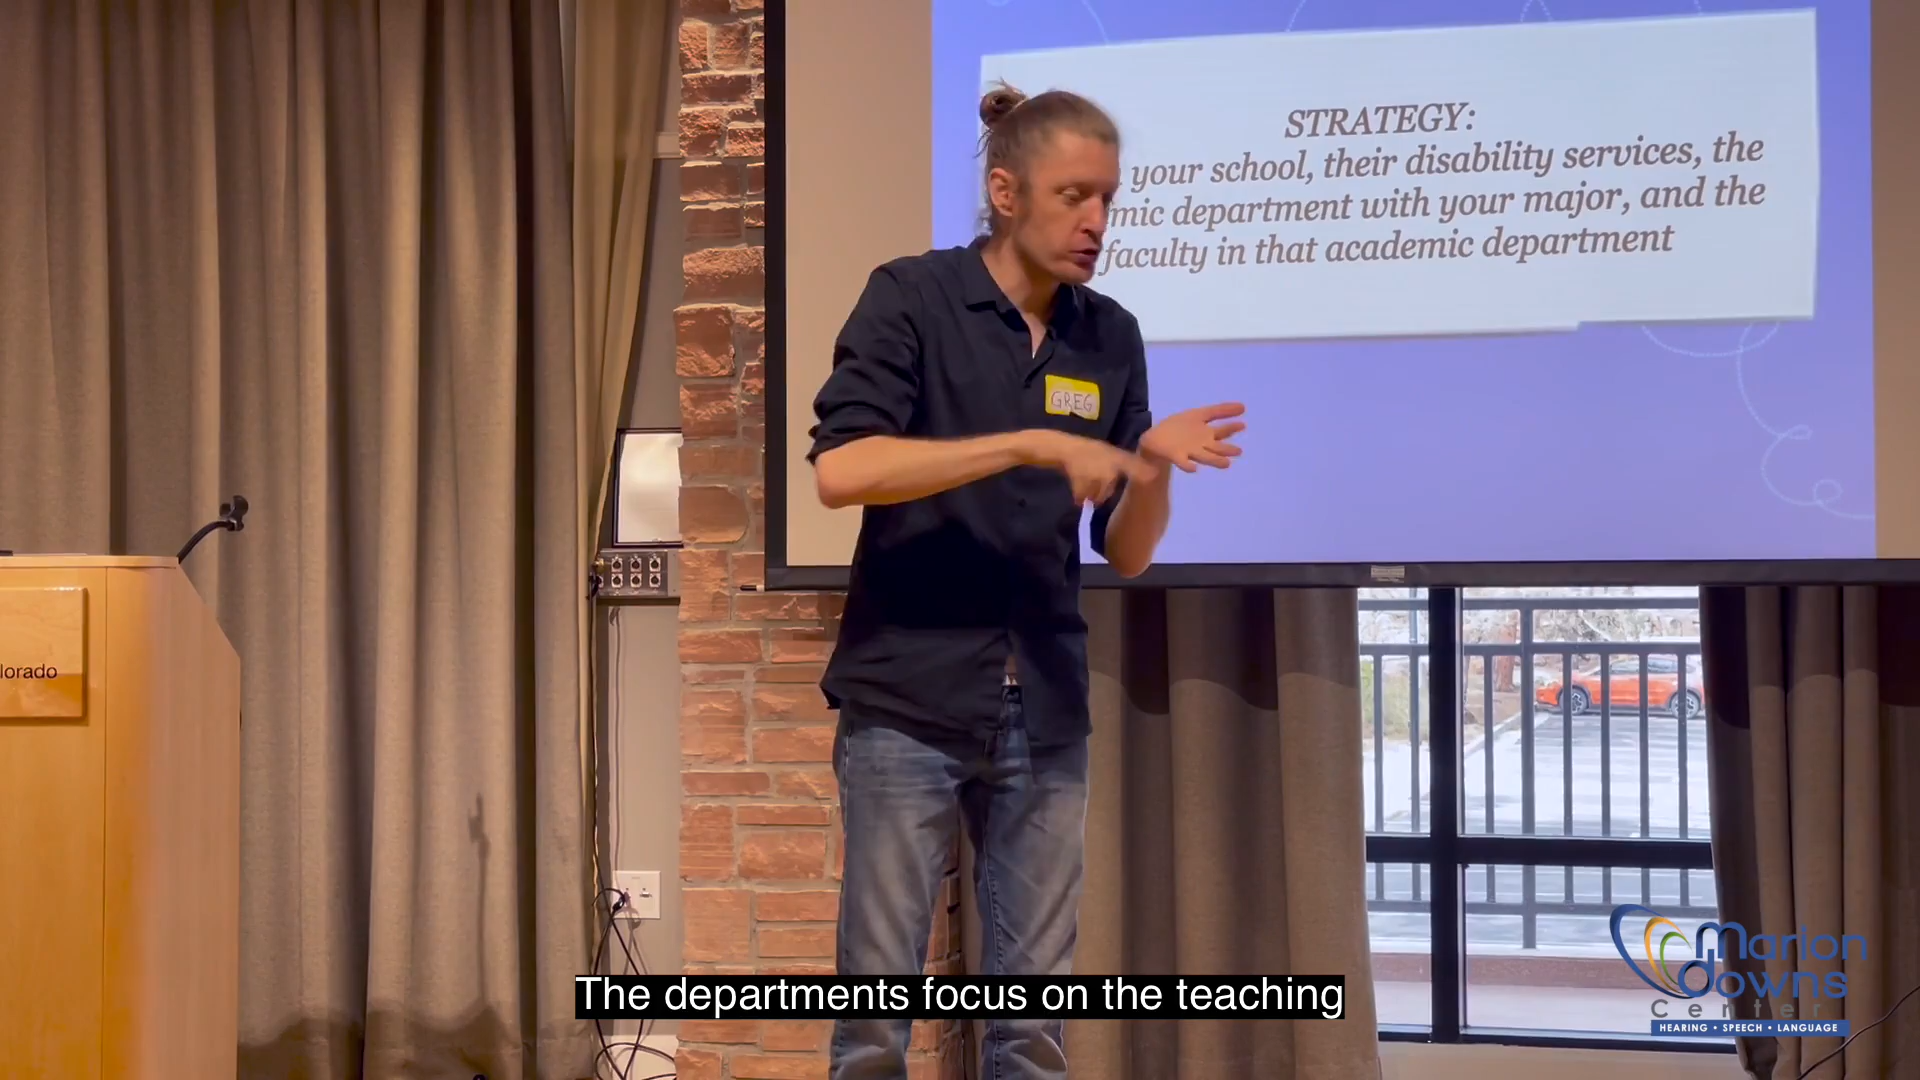 STRATEGY:
your school, their disability services, the
mic department with your major, and the
faculty in that academic department
GREG
lorado
The departments focus on the teaching
marion
downs
Center
HEARING • SPEECH • LANGUAGE